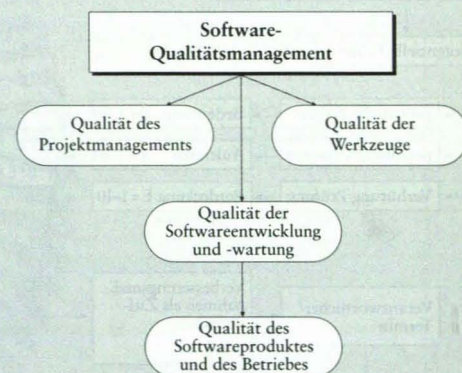 Software-
Qualitätsmanagement
Qualität des
Projektmanagements
Qualität der
Werkzeuge
Qualität der
Softwareentwicklung
und -wartung
Qualität des
Softwareproduktes
und des Betriebes